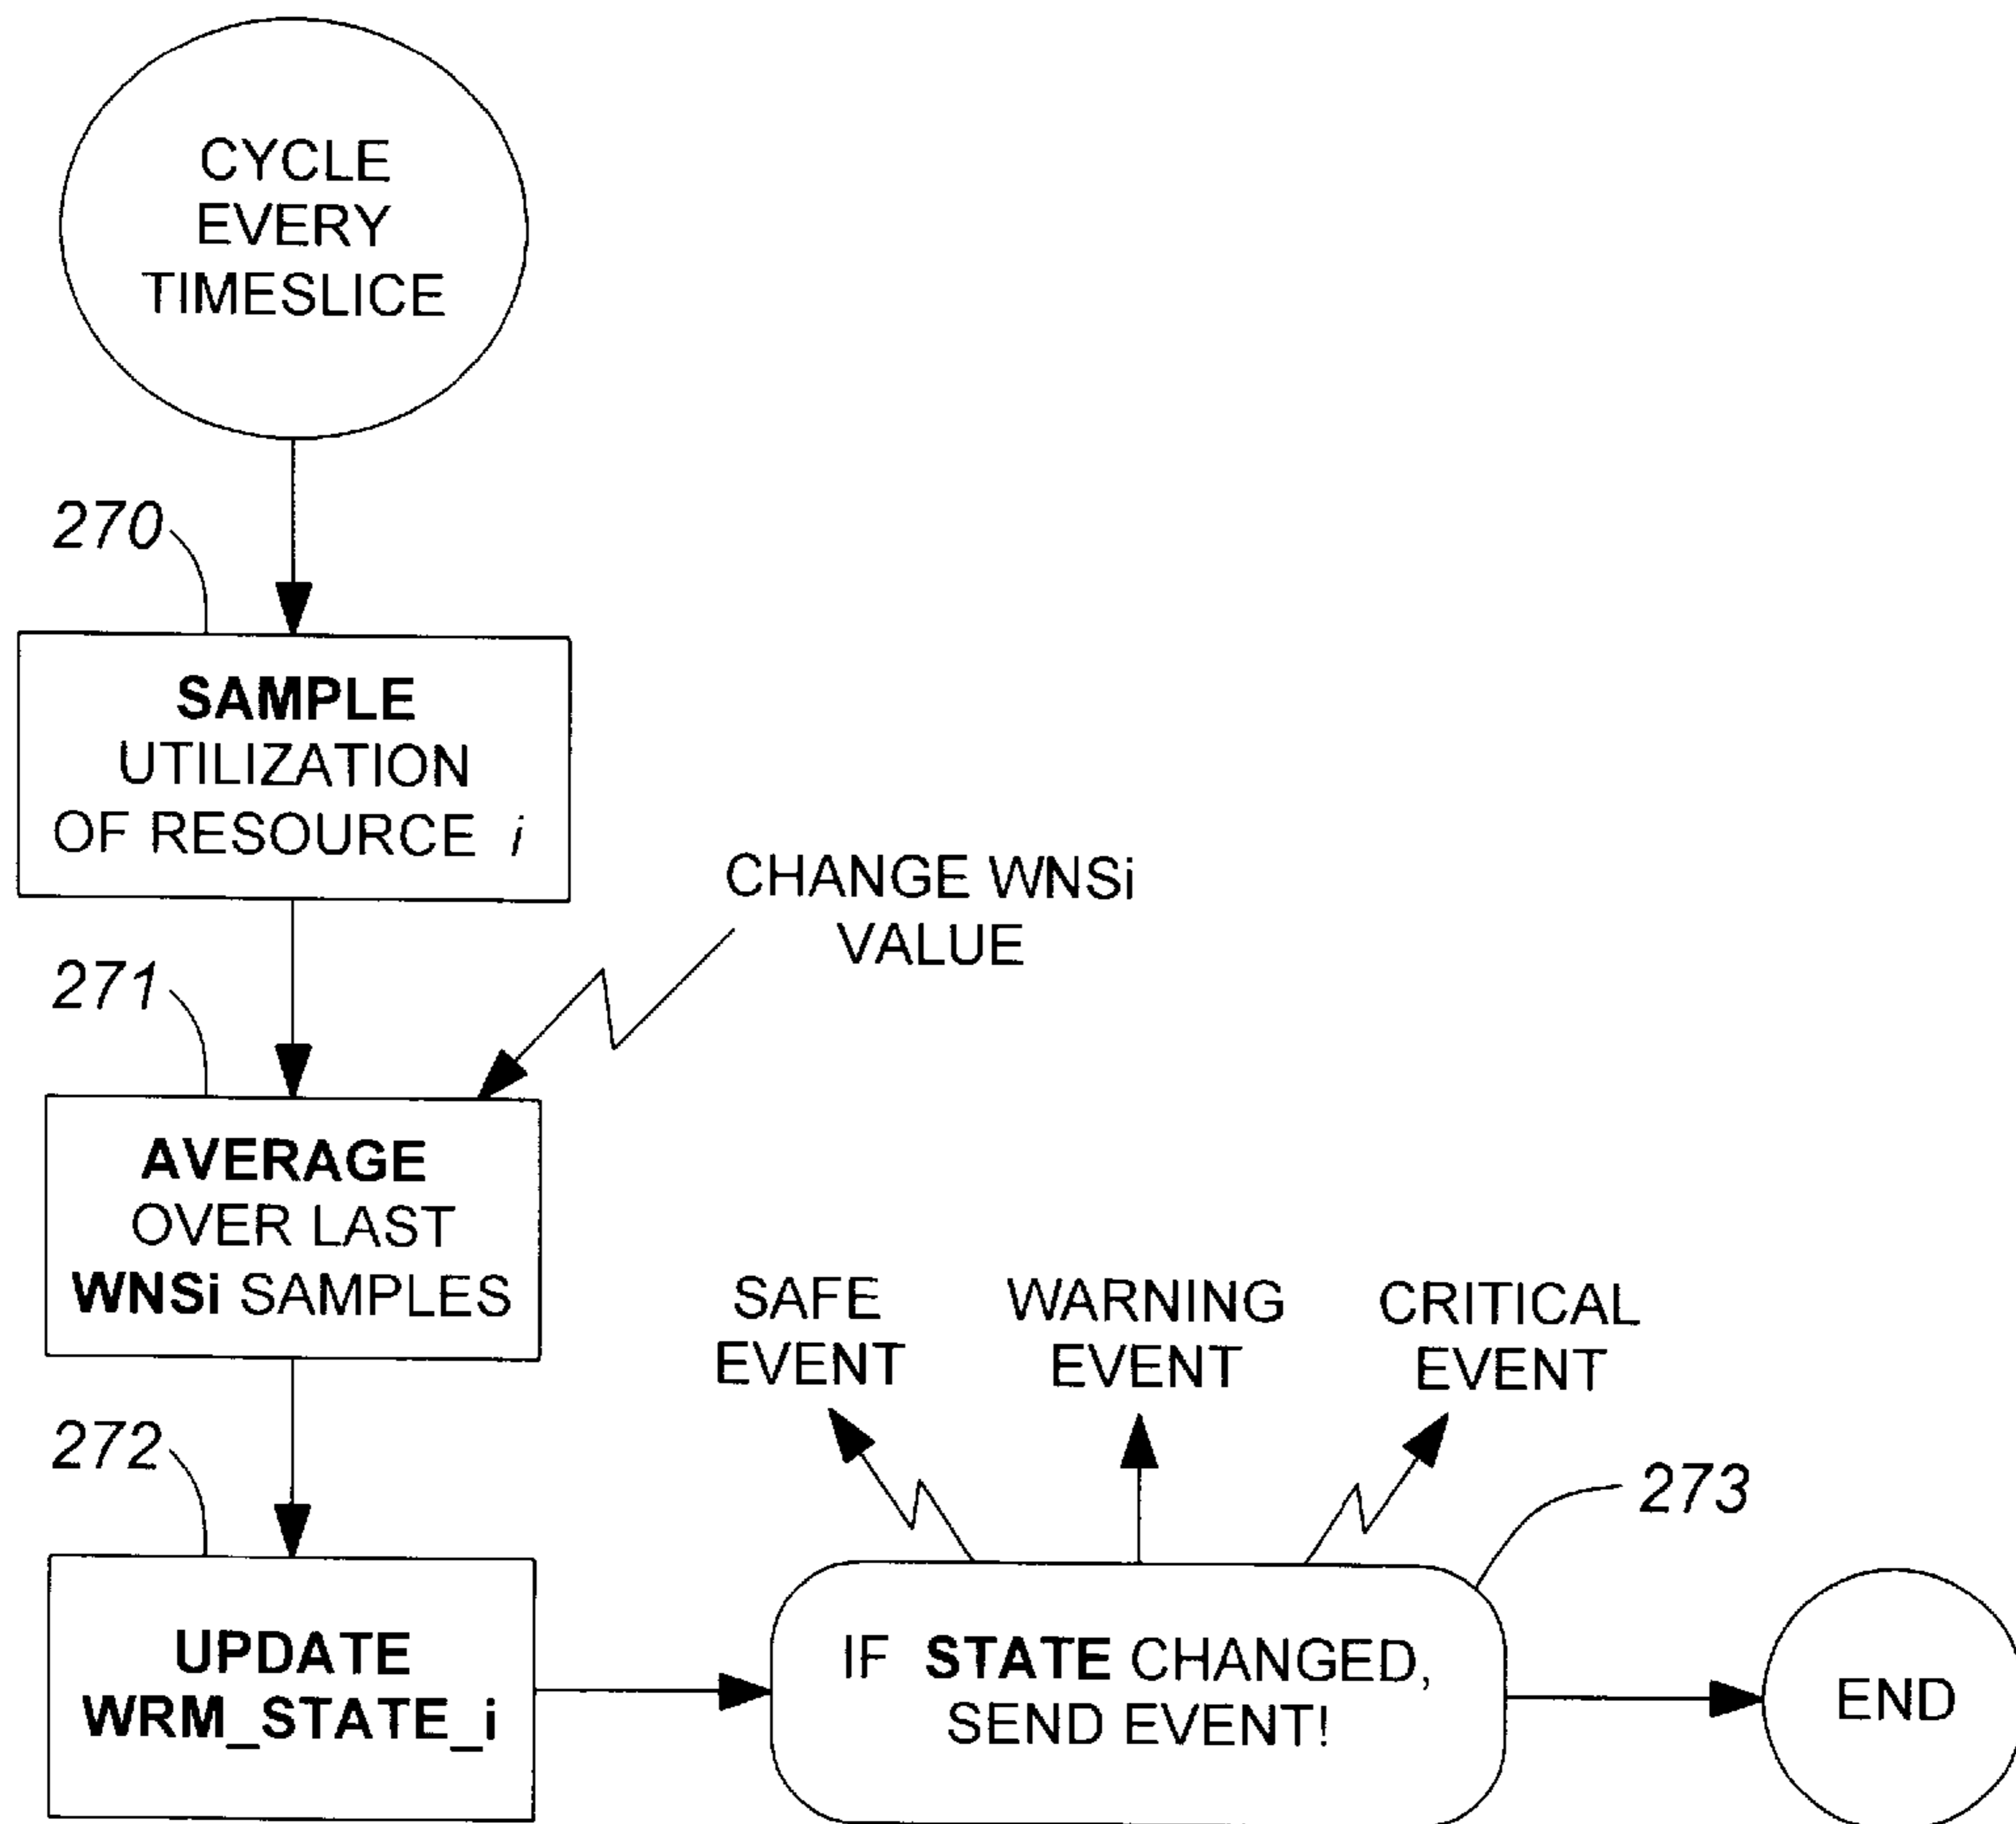 CYCLE
EVERY
TIMESLICE
270
SAMPLE
UTILIZATION
OF RESOURCE i
CHANGE WNSi
VALUE
271
AVERAGE
OVER LAST
WNSi SAMPLES
SAFE
EVENT
WARNING
EVENT
CRITICAL
EVENT
272
273
UPDATE
WRM_STATE_i
IF STATE CHANGED,
SEND EVENT!
END